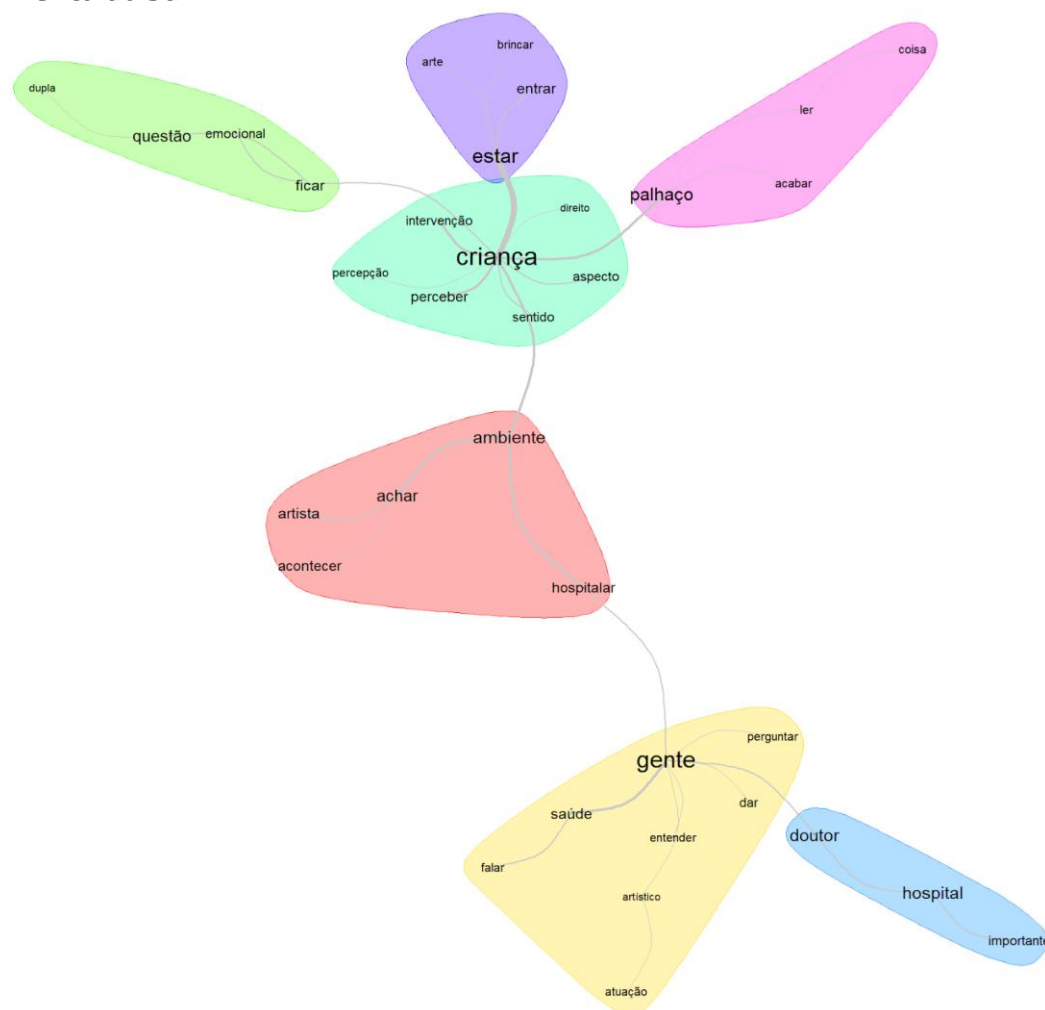 brincar
coisa
arte
dupla
entrar
ler
questão
emocional
estar
ficar
palhaço
acabar
intervenção
direito
criança
percepção
aspecto
perceber
sentido
ambiente
achar
artista
acontecer
hospitalar
perguntar
gente
dar
saúde
doutor
entender
falar
hospital
artístico
importante
atuação